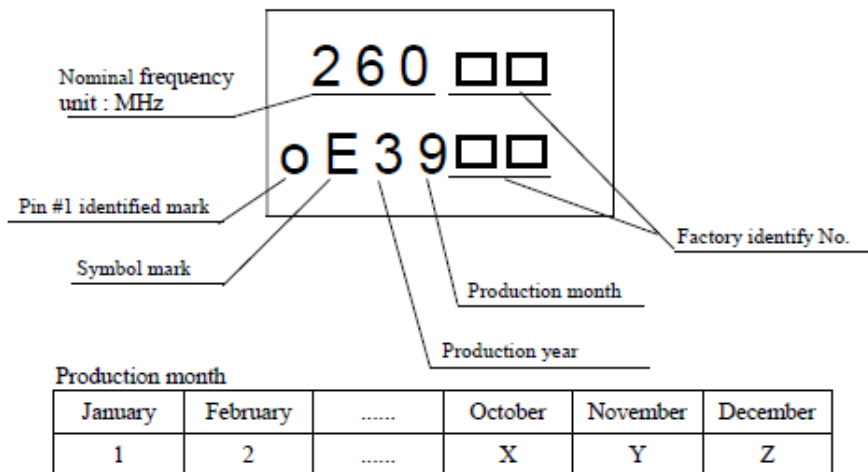 Nominal frequency
unit : MHz
260 □□
oE39□□
Pin #1 identified mark
Factory identify No.
Symbol mark
Production month
Production year
Production month
January February ...... October November December
1 2 ...... X Y Z